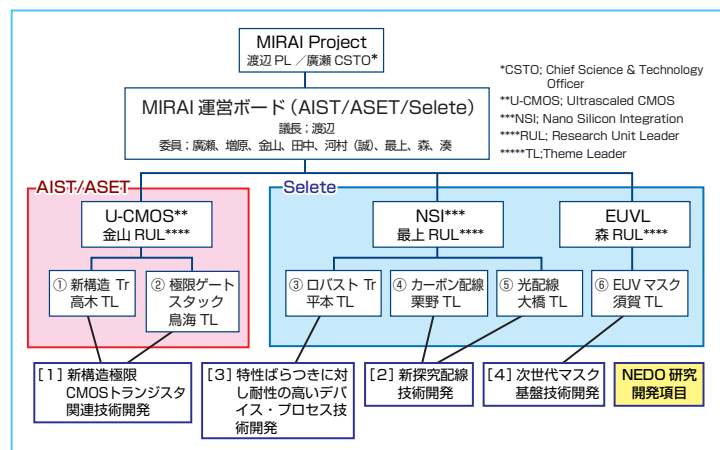 MIRAI Project
渡辺 PL ／廣瀬 CSTO*
*CSTO; Chief Science & Technology
Officer
**U-CMOS; Ultrascaled CMOS
***NSI; Nano Silicon Integration
****RUL; Research Unit Leader
*****TL;Theme Leader
MIRAI 運営ボード（AIST/ASET/Selete）
議長；渡辺
委員；廣瀬、増原、金山、田中、河村（誠）、最上、森、湊
AIST/ASET
U-CMOS**
金山 RUL****
① 新構造 Tr
高木 TL
② 極限ゲート
スタック
鳥海 TL
Selete
NSI***
最上 RUL****
EUVL
森 RUL****
③ ロバスト Tr
平本 TL
④ カーボン配線
栗野 TL
⑤ 光配線
大橋 TL
⑥ EUV マスク
須賀 TL
［1］新構造極限
CMOSトランジスタ
関連技術開発
［3］特性ばらつきに対
し耐性の高いデバ
イス・プロセス技
術開発
［2］新探究配線
技術開発
［4］次世代マスク
基盤技術開発
NEDO 研究
開発項目